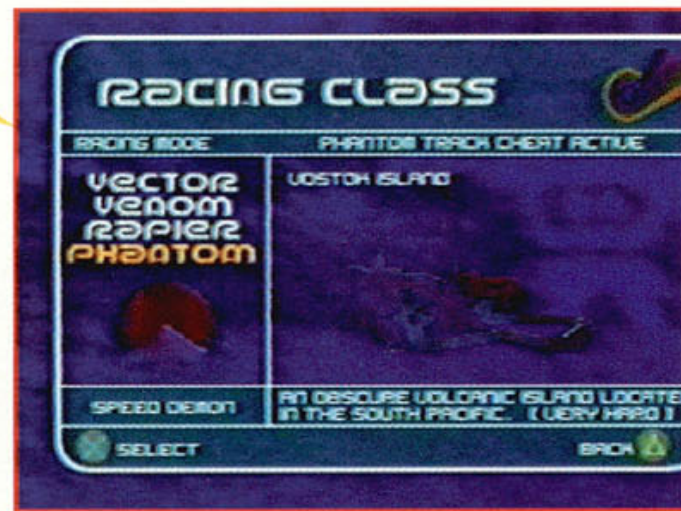 RACING CLASS
RACING MODE
PHANTOM TRACK CHEAT ACTIVE
VECTOR
VENOM
RAPIER
PHANTOM
VOSTOK ISLAND
SPEED DEMON
AN OBSCURE VOLCANIC ISLAND LOCATE
IN THE SOUTH PACIFIC. (VERY HARD)
SELECT
BACK